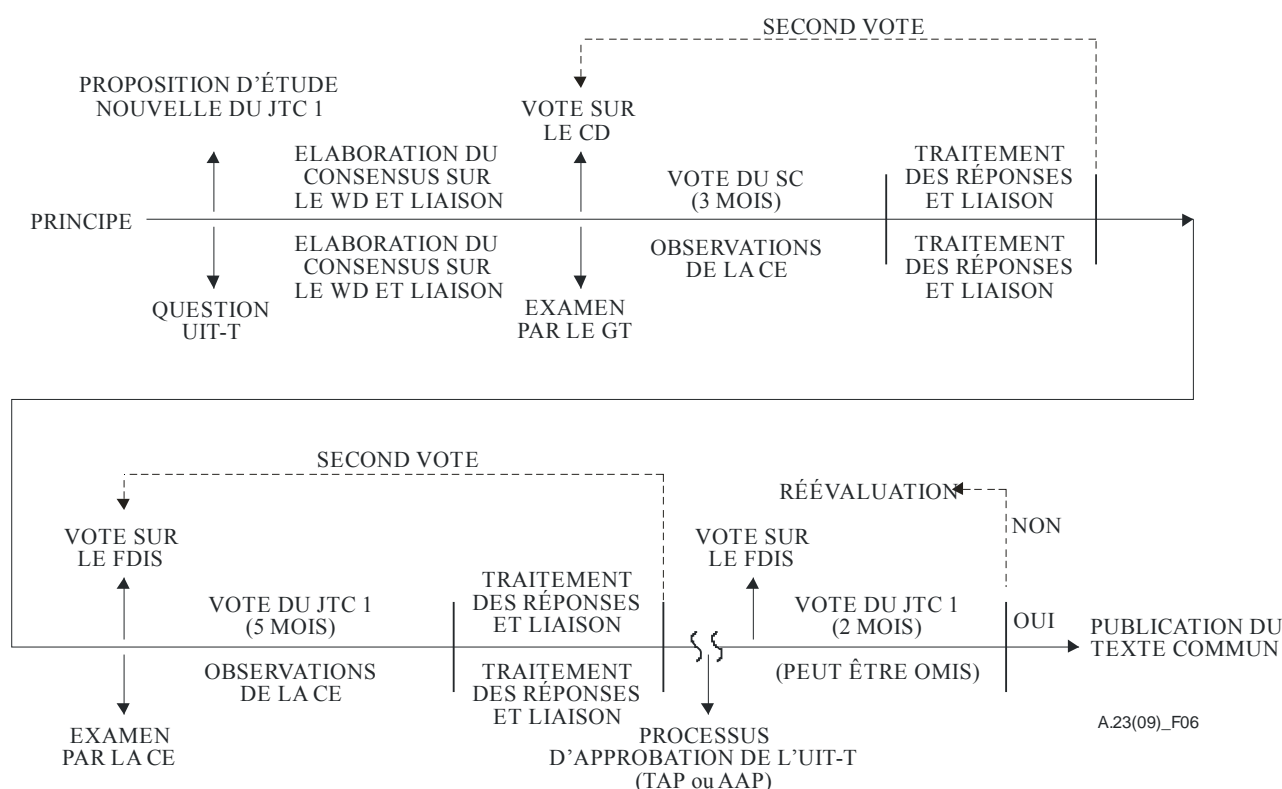 SECOND VOTE
PROPOSITION D'ÉTUDE
NOUVELLE DU JTC 1
VOTE SUR
LE CD
ELABORATION DU
CONSENSUS SUR
LE WD ET LIAISON
VOTE DU SC
(3 MOIS)
TRAITEMENT
DES RÉPONSES
ET LIAISON
PRINCIPE
ELABORATION DU
CONSENSUS SUR
LE WD ET LIAISON
OBSERVATIONS
DE LA CE
TRAITEMENT
DES RÉPONSES
ET LIAISON
QUESTION
UIT-T
EXAMEN
PAR LE GT
SECOND VOTE
RÉÉVALUATION
VOTE SUR
LE FDIS
VOTE SUR
LE FDIS
NON
VOTE DU JTC 1
(5 MOIS)
TRAITEMENT
DES RÉPONSES
ET LIAISON
VOTE DU JTC 1
(2 MOIS)
OUI
PUBLICATION DU
TEXTE COMMUN
OBSERVATIONS
DE LA CE
TRAITEMENT
DES RÉPONSES
ET LIAISON
(PEUT ÊTRE OMIS)
EXAMEN
PAR LA CE
PROCESSUS
D'APPROBATION DE L'UIT-T
(TAP ou AAP)
A.23(09)_F06